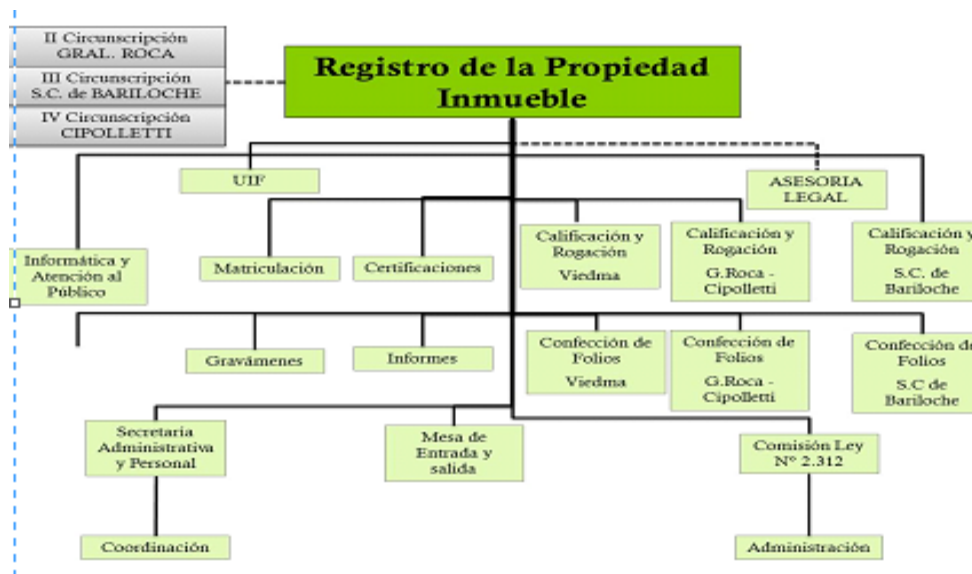 II Circunscripción
GRAL. ROCA
III Circunscripción
S.C. de BARILOCHE
IV Circunscripción
CIPOLLETTI
Registro de la Propiedad
Inmueble
UIF
ASESORIA
LEGAL
Informática y
Atención al
Público
Matriculación
Certificaciones
Calificación y
Rogación
Viedma
Calificación y
Rogación
G.Roca -
Cipolletti
Calificación y
Rogación
S.C. de
Bariloche
Gravámenes
Informes
Confección de
Folios
Viedma
Confección de
Folios
G.Roca -
Cipolletti
Confección de
Folios
S.C de
Bariloche
Secretaría
Administrativa
y Personal
Mesa de
Entrada y
salida
Comisión Ley
Nº 2.312
Coordinación
Administración